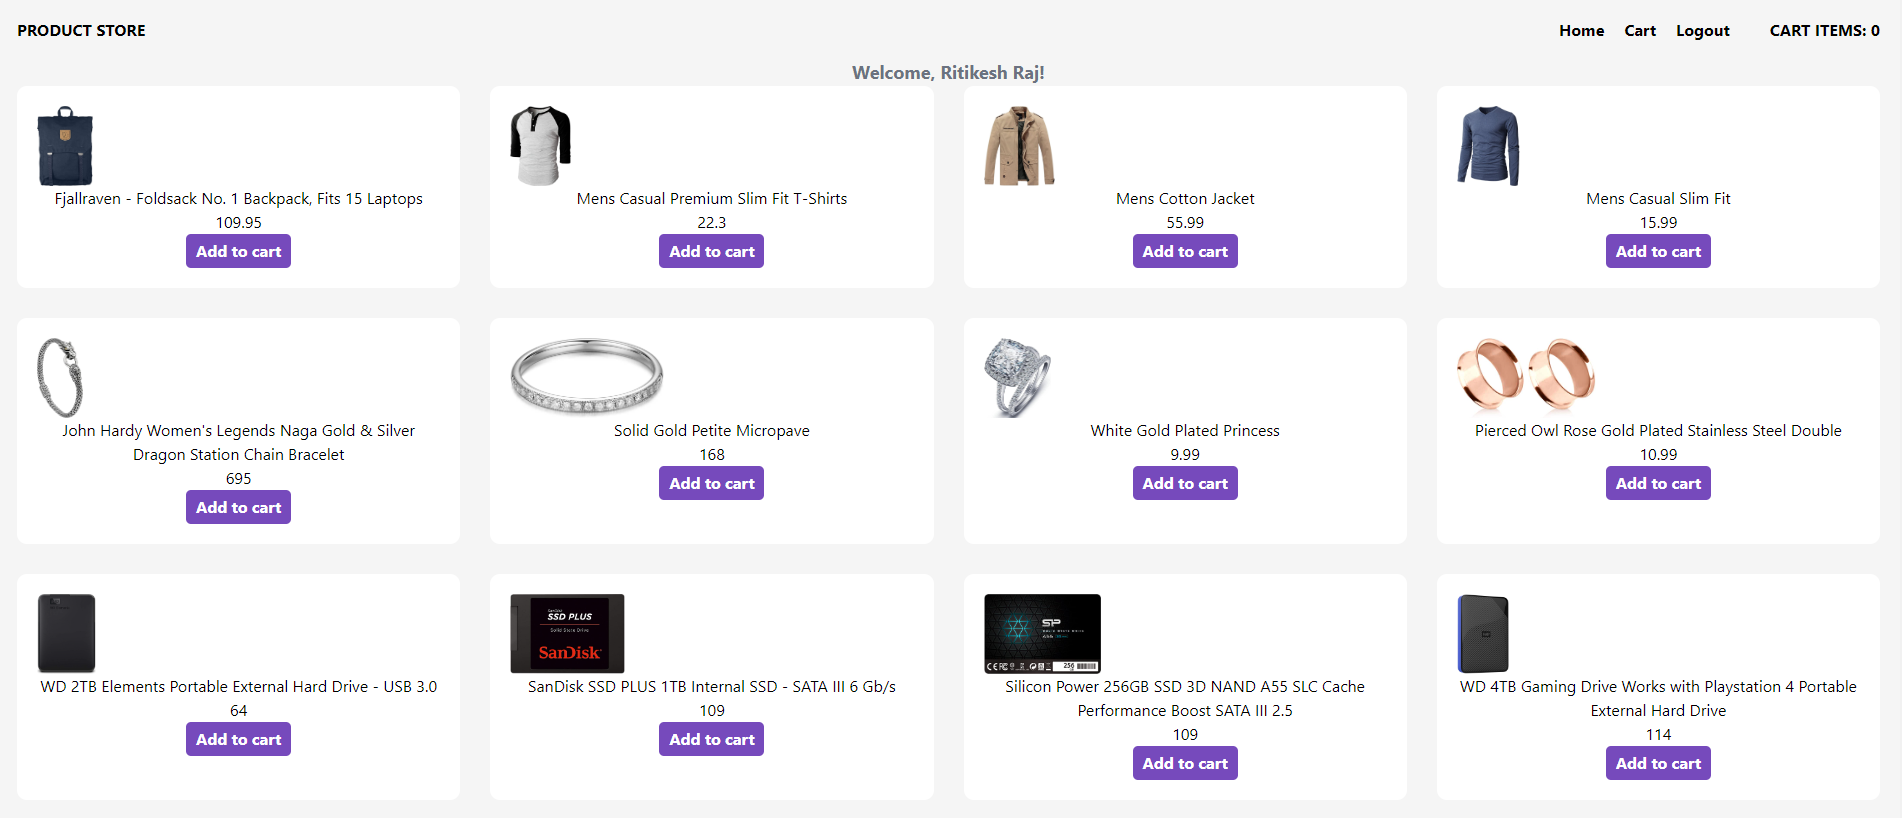 PRODUCT STORE
Home Cart Logout CART ITEMS: 0
Welcome, Ritikesh Raj!
Fjallraven - Foldsack No. 1 Backpack, Fits 15 Laptops
109.95
Add to cart
Mens Casual Premium Slim Fit T-Shirts
22.3
Add to cart
Mens Cotton Jacket
55.99
Add to cart
Mens Casual Slim Fit
15.99
Add to cart
John Hardy Women's Legends Naga Gold & Silver
Dragon Station Chain Bracelet
695
Add to cart
Solid Gold Petite Micropave
168
Add to cart
White Gold Plated Princess
9.99
Add to cart
Pierced Owl Rose Gold Plated Stainless Steel Double
10.99
Add to cart
WD 2TB Elements Portable External Hard Drive - USB 3.0
64
Add to cart
SanDisk
SSD PLUS
Solid State Drive
SanDisk
SanDisk SSD PLUS 1TB Internal SSD - SATA III 6 Gb/s
109
Add to cart
SP
256
Silicon Power 256GB SSD 3D NAND A55 SLC Cache
Performance Boost SATA III 2.5
109
Add to cart
WD 4TB Gaming Drive Works with Playstation 4 Portable
External Hard Drive
114
Add to cart